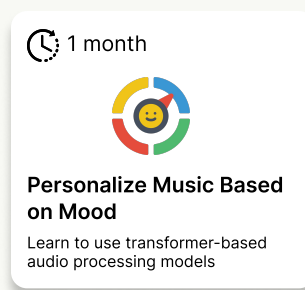 1 month
Personalize Music Based
on Mood
Learn to use transformer-based
audio processing models